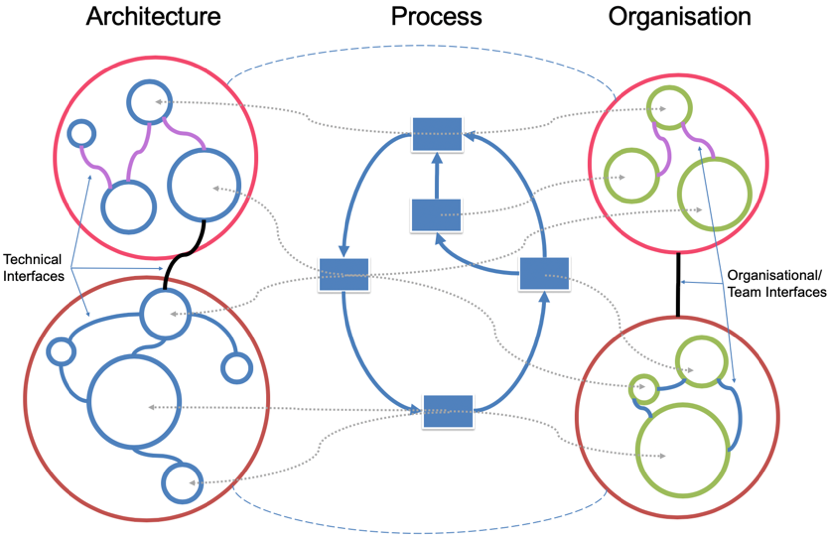 Architecture
Process
Organisation
Technical
Interfaces
Organisational/
Team Interfaces